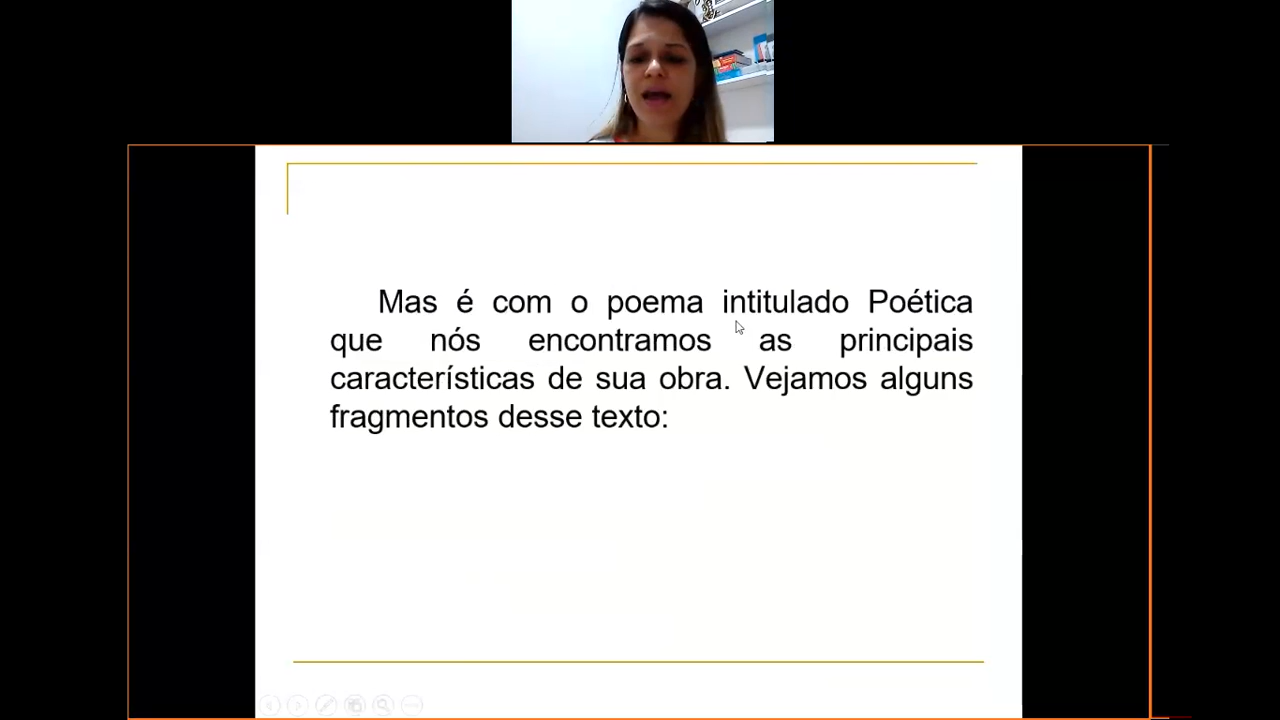 Mas é com o poema intitulado Poética
que nós encontramos as principais
características de sua obra. Vejamos alguns
fragmentos desse texto: